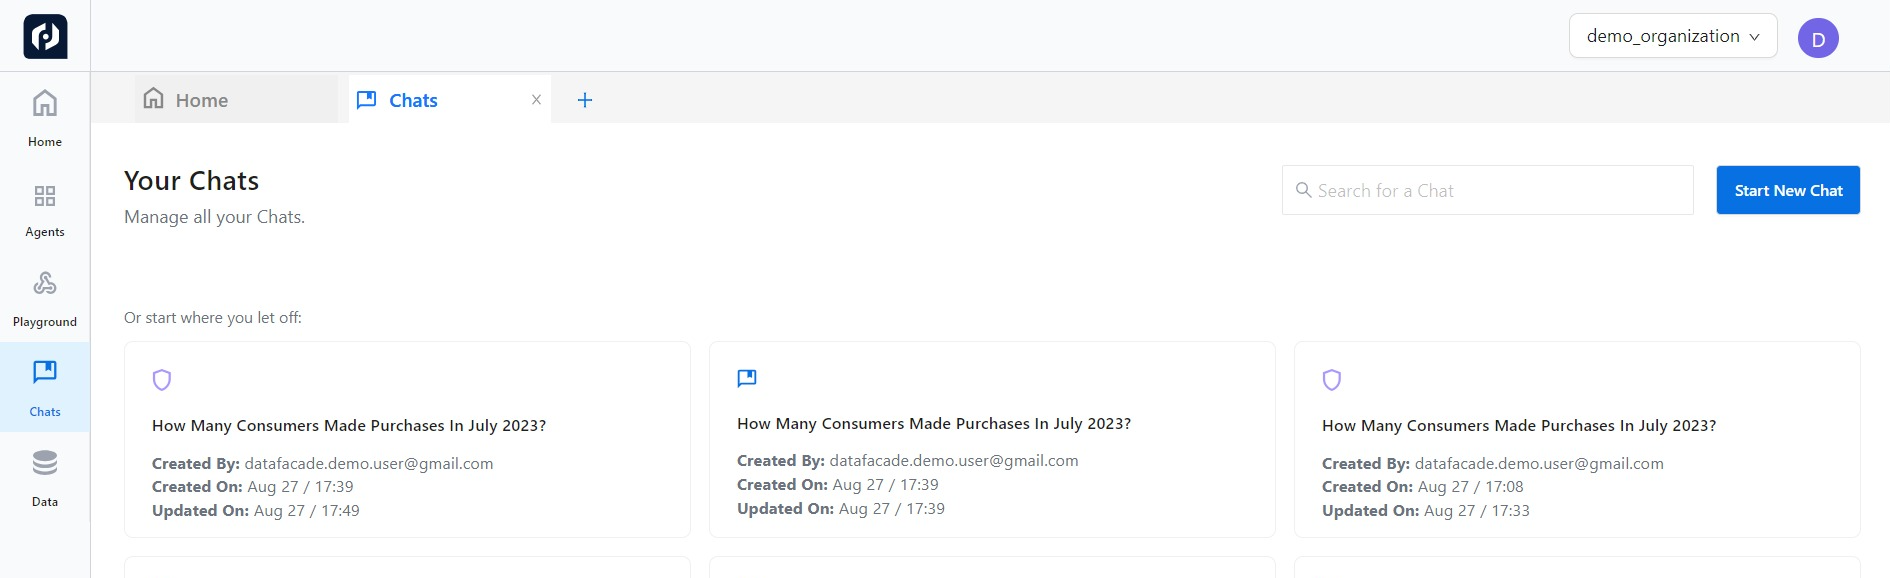 demo_organization
D
Home
Chats
Home
Agents
Playground
Chats
Data
Your Chats
Manage all your Chats.
Search for a Chat
Start New Chat
Or start where you let off:
How Many Consumers Made Purchases In July 2023?
Created By: datafacade.demo.user@gmail.com
Created On: Aug 27 / 17:39
Updated On: Aug 27 / 17:49
How Many Consumers Made Purchases In July 2023?
Created By: datafacade.demo.user@gmail.com
Created On: Aug 27 / 17:39
Updated On: Aug 27 / 17:39
How Many Consumers Made Purchases In July 2023?
Created By: datafacade.demo.user@gmail.com
Created On: Aug 27 / 17:08
Updated On: Aug 27 / 17:33